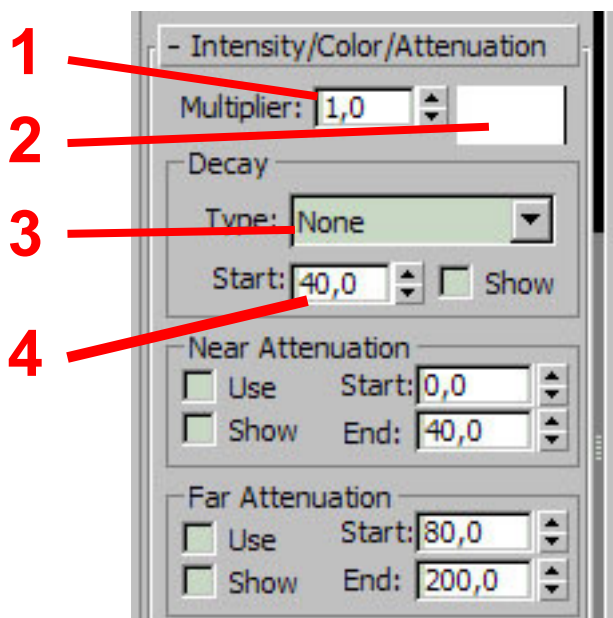 - Intensity/Color/Attenuation
1
Multiplier: 1,0
2
Decay
3
Type: None
Start: 40,0 Show
4
Near Attenuation
Use Start: 0,0
Show End: 40,0
Far Attenuation
Use Start: 80,0
Show End: 200,0